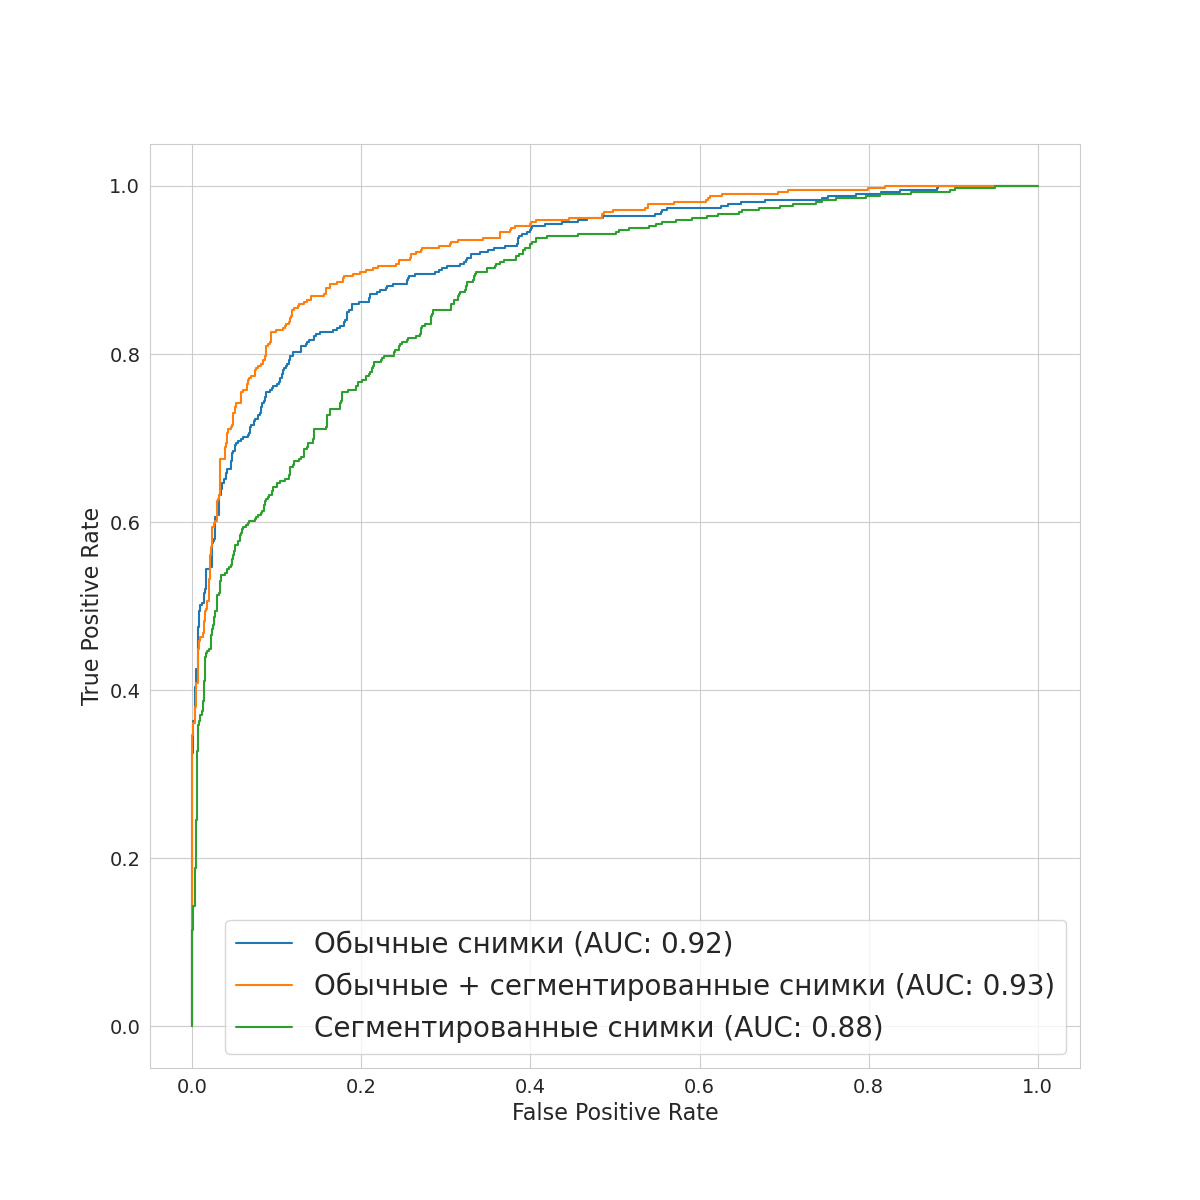 1.0
0.8
0.6
0.4
0.2
0.0
True Positive Rate
Обычные снимки (AUC: 0.92)
Обычные + сегментированные снимки (AUC: 0.93)
Сегментированные снимки (AUC: 0.88)
0.0 0.2 0.4 0.6 0.8 1.0
False Positive Rate